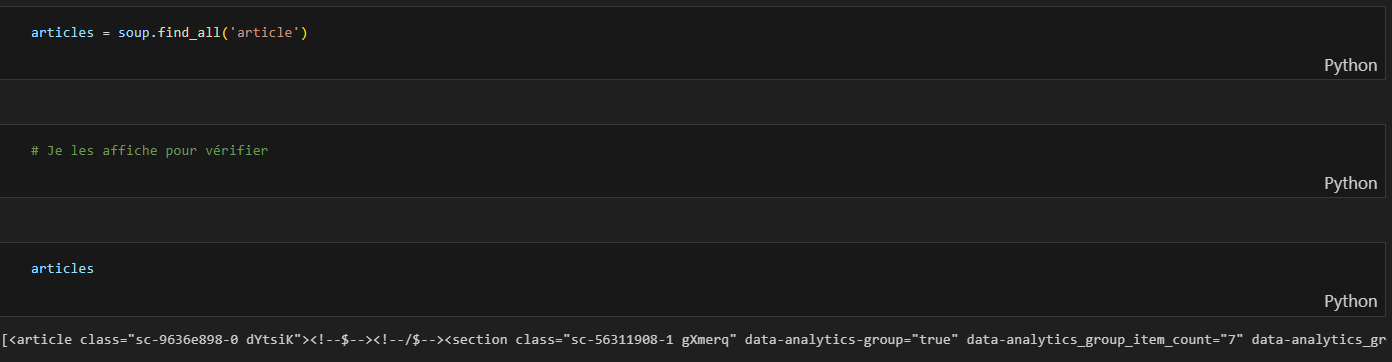 articles = soup.find_all('article')
Python
# Je les affiche pour vérifier
Python
articles
Python
[<article class="sc-9636e898-0 dYtsiK"><!--$--><!--/$--><section class="sc-56311908-1 gXmerq" data-analytics-group="true" data-analytics_group_item_count="7" data-analytics_gr